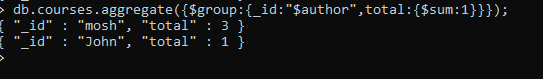 > db.courses.aggregate({$group:{_id:"$author",total:{$sum:1}}});
{ "_id" : "mosh", "total" : 3 }
{ "_id" : "John", "total" : 1 }
>